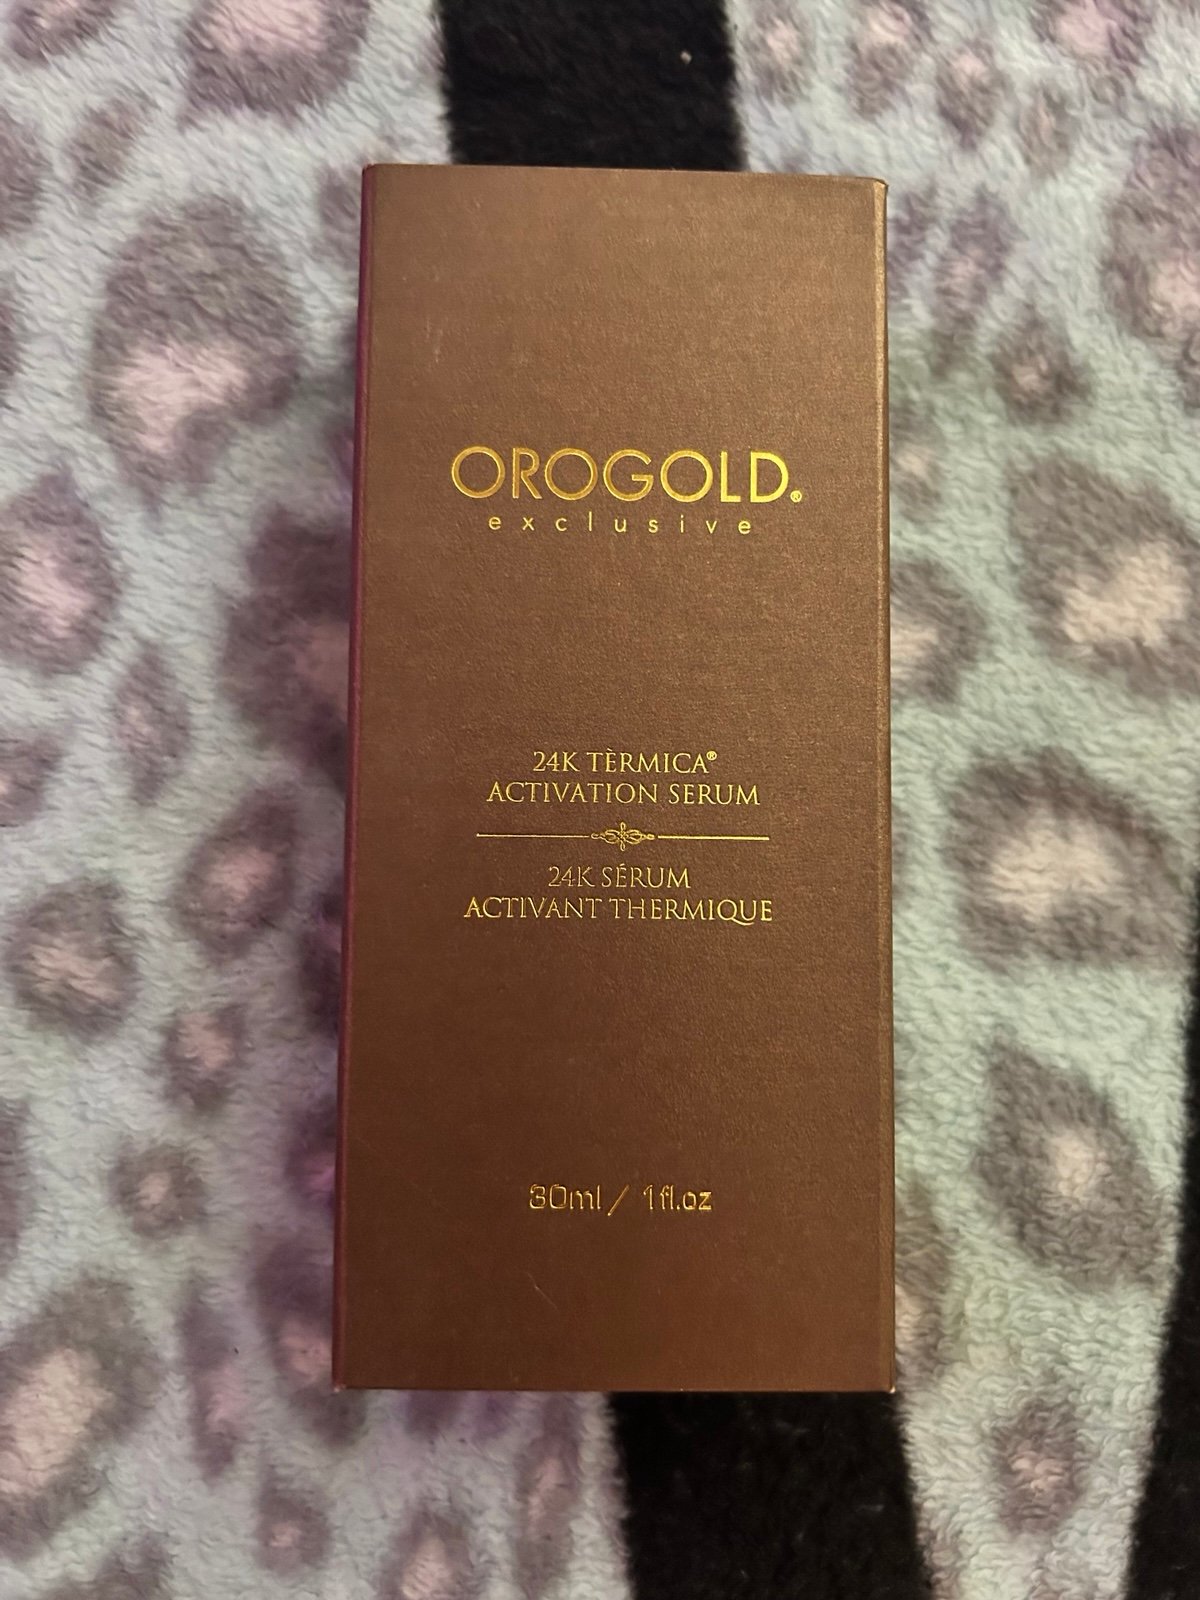 OROGOLD®
exclusive
24K TÈRMICA®
ACTIVATION SERUM
24K SÉRUM
ACTIVANT THERMIQUE
30ml / 1fl.oz